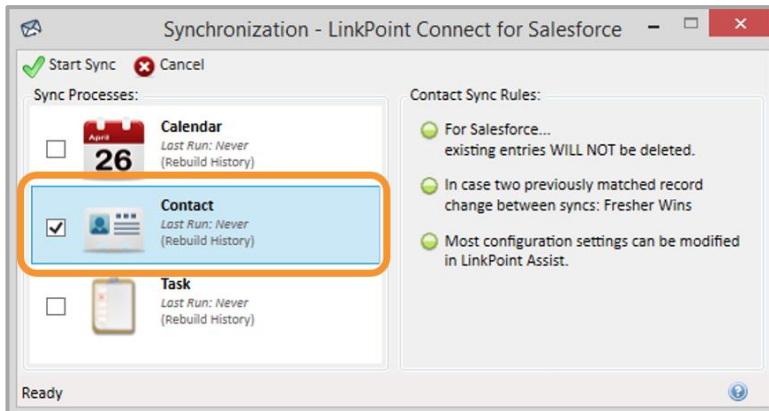 Synchronization - LinkPoint Connect for Salesforce
Start Sync Cancel
Sync Processes:
April
26
Calendar
Last Run: Never
(Rebuild History)
Contact
Last Run: Never
(Rebuild History)
Task
Last Run: Never
(Rebuild History)
Contact Sync Rules:
For Salesforce...
existing entries WILL NOT be deleted.
In case two previously matched record
change between syncs: Fresher Wins
Most configuration settings can be modified
in LinkPoint Assist.
Ready